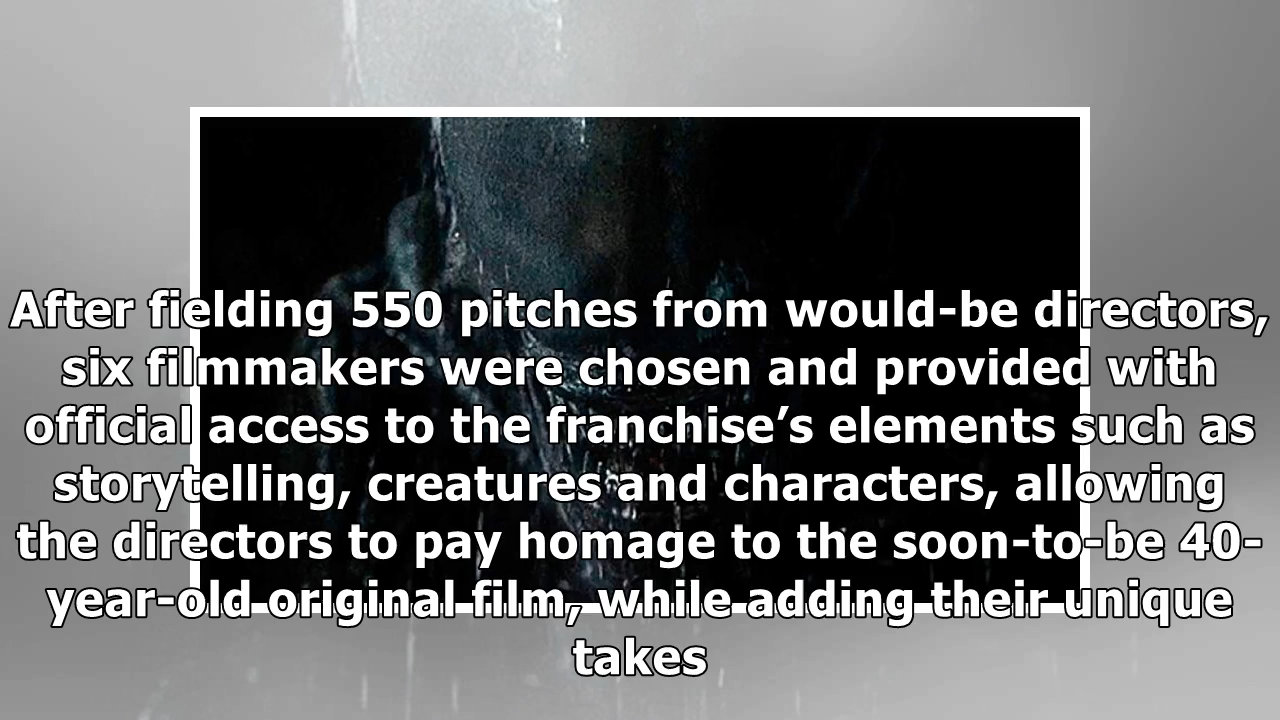 After fielding 550 pitches from would-be directors,
six filmmakers were chosen and provided with
official access to the franchise’s elements such as
storytelling, creatures and characters, allowing
the directors to pay homage to the soon-to-be 40-
year-old original film, while adding their unique
takes